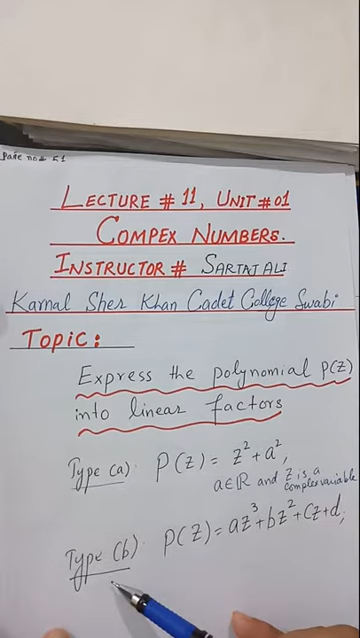 Page no# 51
LECTURE # 11, UNIT #01
COMPEX NUMBERS.
INSTRUCTOR # SARTAJ ALI
Karnal Sher Khan Cadet College Swabi
TOPIC:
Express the polynomial P(z)
into linear factors
Type (a): P(z) = z²+a²,
a∈ℝ and z is a
complex variable
Type (b): P(z) = az³+bz²+cz+d,